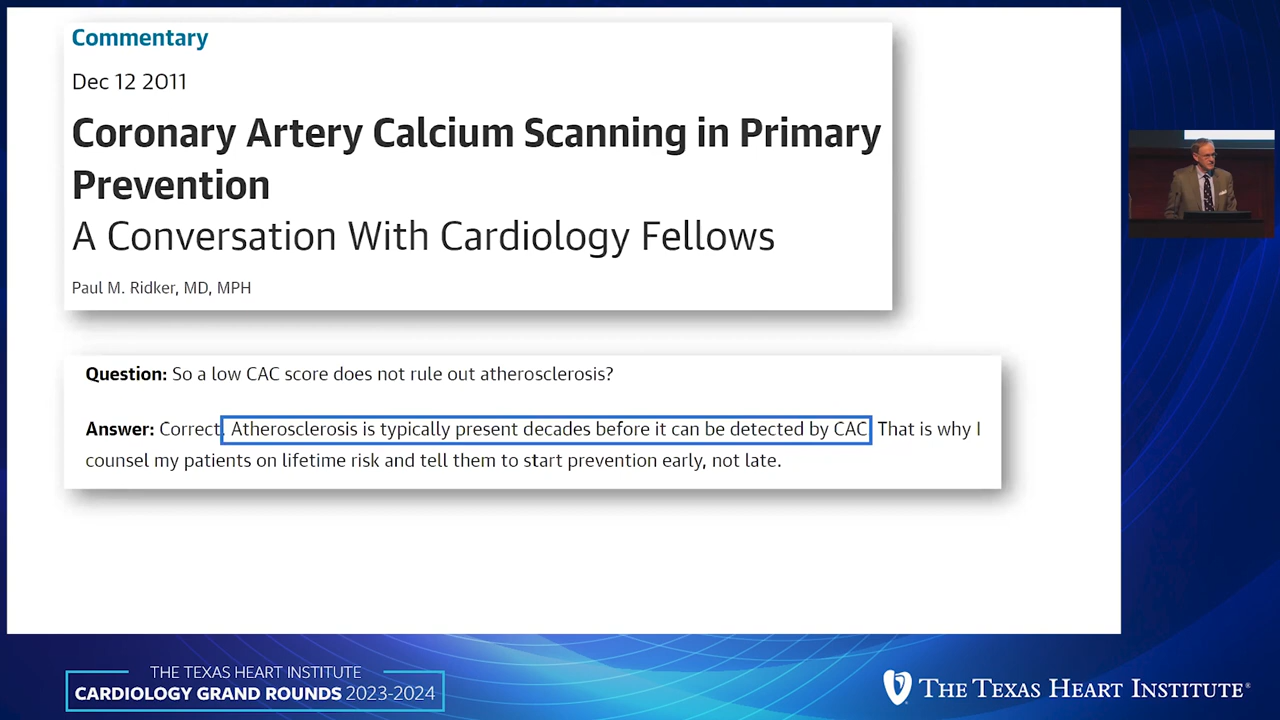 Commentary
Dec 12 2011
Coronary Artery Calcium Scanning in Primary
Prevention
A Conversation With Cardiology Fellows
Paul M. Ridker, MD, MPH
Question: So a low CAC score does not rule out atherosclerosis?
Answer: Correct. Atherosclerosis is typically present decades before it can be detected by CAC. That is why I
counsel my patients on lifetime risk and tell them to start prevention early, not late.
THE TEXAS HEART INSTITUTE
CARDIOLOGY GRAND ROUNDS 2023-2024
THE TEXAS HEART INSTITUTE®